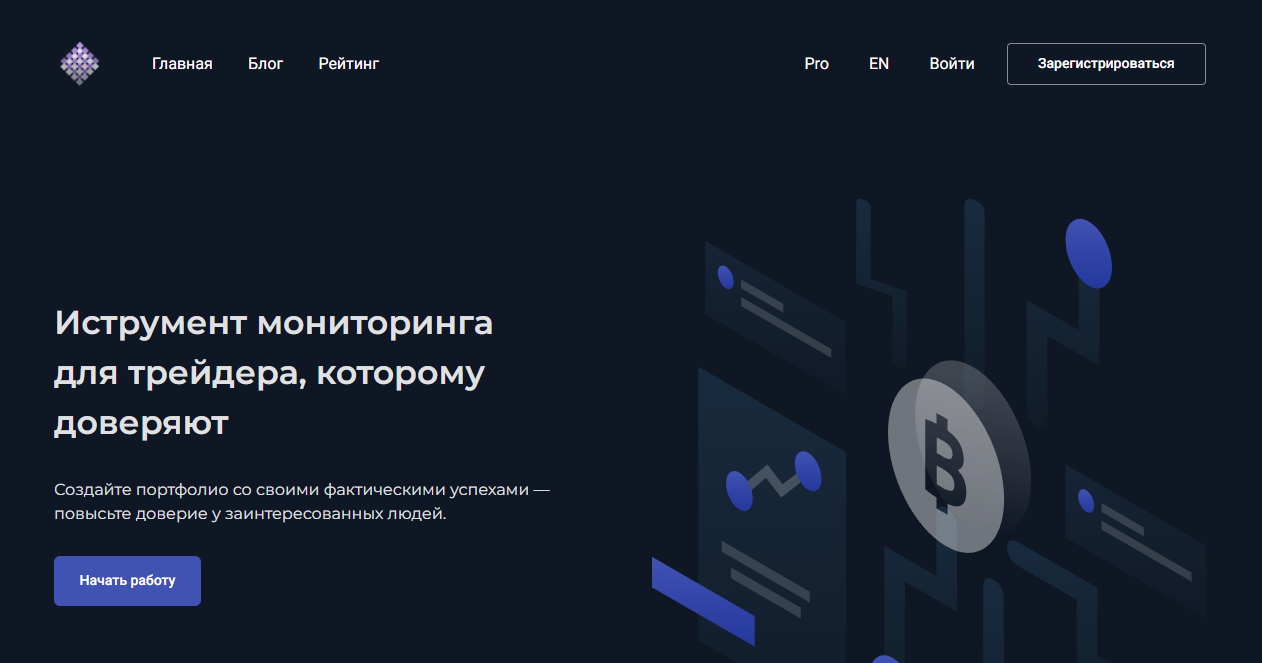 Главная Блог Рейтинг Pro EN Войти Зарегистрироваться
Иструмент мониторинга
для трейдера, которому
доверяют
Создайте портфолио со своими фактическими успехами —
повысьте доверие у заинтересованных людей.
Начать работу